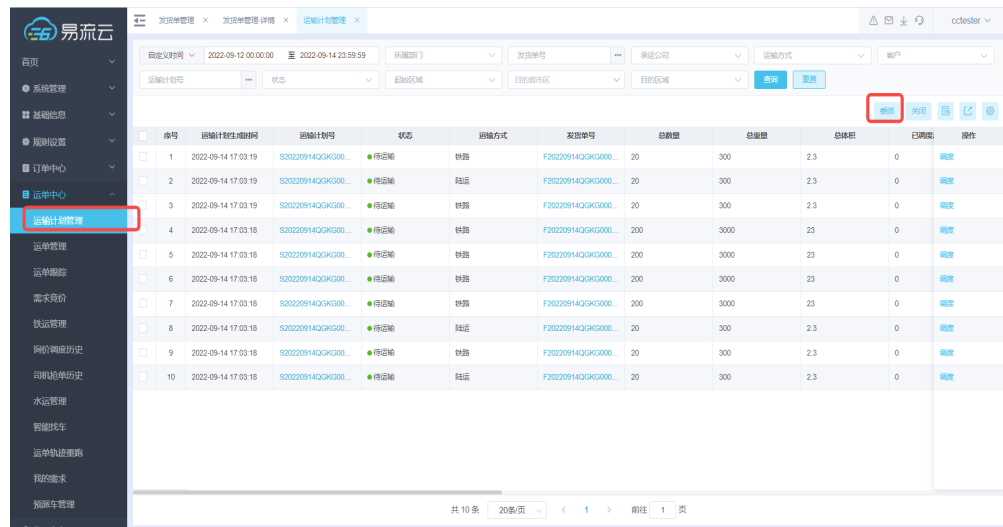 易流云
发货单管理 × 发货单管理-详情 × 运输计划管理 ×
cctester
首页
系统管理
基础信息
规则设置
订单中心
运单中心
运输计划管理
运单管理
运单跟踪
需求竞价
铁运管理
询价调度历史
司机抢单历史
水运管理
智能找车
运单轨迹重跑
我的需求
预派车管理
自定义时间 2022-09-12 00:00:00 至 2022-09-14 23:59:59 所属部门 发货单号 ... 承运公司 运输方式 客户
运输计划号 ... 状态 起始区域 目的省市区 目的区域 查询 重置
关闭
序号 运输计划生成时间 运输计划号 状态 运输方式 发货单号 总数量 总重量 总体积 已调度 操作
1 2022-09-14 17:03:19 S20220914QGKG00... 待运输 铁路 F20220914QGKG000... 20 300 2.3 0 调度
2 2022-09-14 17:03:19 S20220914QGKG00... 待运输 陆运 F20220914QGKG000... 20 300 2.3 0 调度
3 2022-09-14 17:03:19 S20220914QGKG00... 待运输 铁路 F20220914QGKG000... 20 300 2.3 0 调度
4 2022-09-14 17:03:18 S20220914QGKG00... 待运输 铁路 F20220914QGKG000... 200 3000 23 0 调度
5 2022-09-14 17:03:18 S20220914QGKG00... 待运输 铁路 F20220914QGKG000... 200 3000 23 0 调度
6 2022-09-14 17:03:18 S20220914QGKG00... 待运输 铁路 F20220914QGKG000... 200 3000 23 0 调度
7 2022-09-14 17:03:18 S20220914QGKG00... 待运输 铁路 F20220914QGKG000... 200 3000 23 0 调度
8 2022-09-14 17:03:18 S20220914QGKG00... 待运输 陆运 F20220914QGKG000... 20 300 2.3 0 调度
9 2022-09-14 17:03:18 S20220914QGKG00... 待运输 铁路 F20220914QGKG000... 20 300 2.3 0 调度
10 2022-09-14 17:03:18 S20220914QGKG00... 待运输 陆运 F20220914QGKG000... 20 300 2.3 0 调度
共 10 条 20条/页 < 1 > 前往 1 页